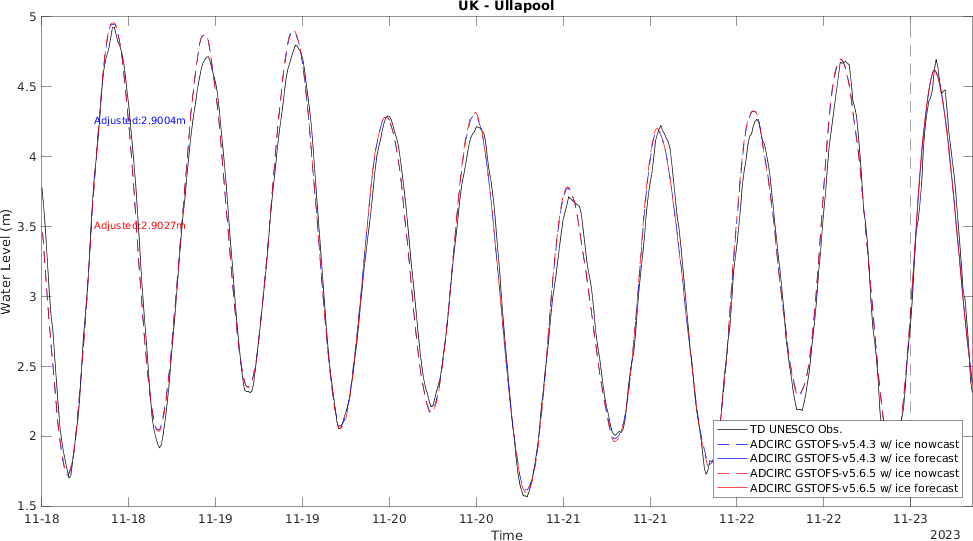 UK - Ullapool
5
4.5
4
3.5
3
2.5
2
1.5
Water Level (m)
Adjusted:2.9004m
Adjusted:2.9027m
TD UNESCO Obs.
ADCIRC GSTOFS-v5.4.3 w/ ice nowcast
ADCIRC GSTOFS-v5.4.3 w/ ice forecast
ADCIRC GSTOFS-v5.6.5 w/ ice nowcast
ADCIRC GSTOFS-v5.6.5 w/ ice forecast
11-18 11-18 11-19 11-19 11-20 11-20 11-21 11-21 11-22 11-22 11-23
Time
2023